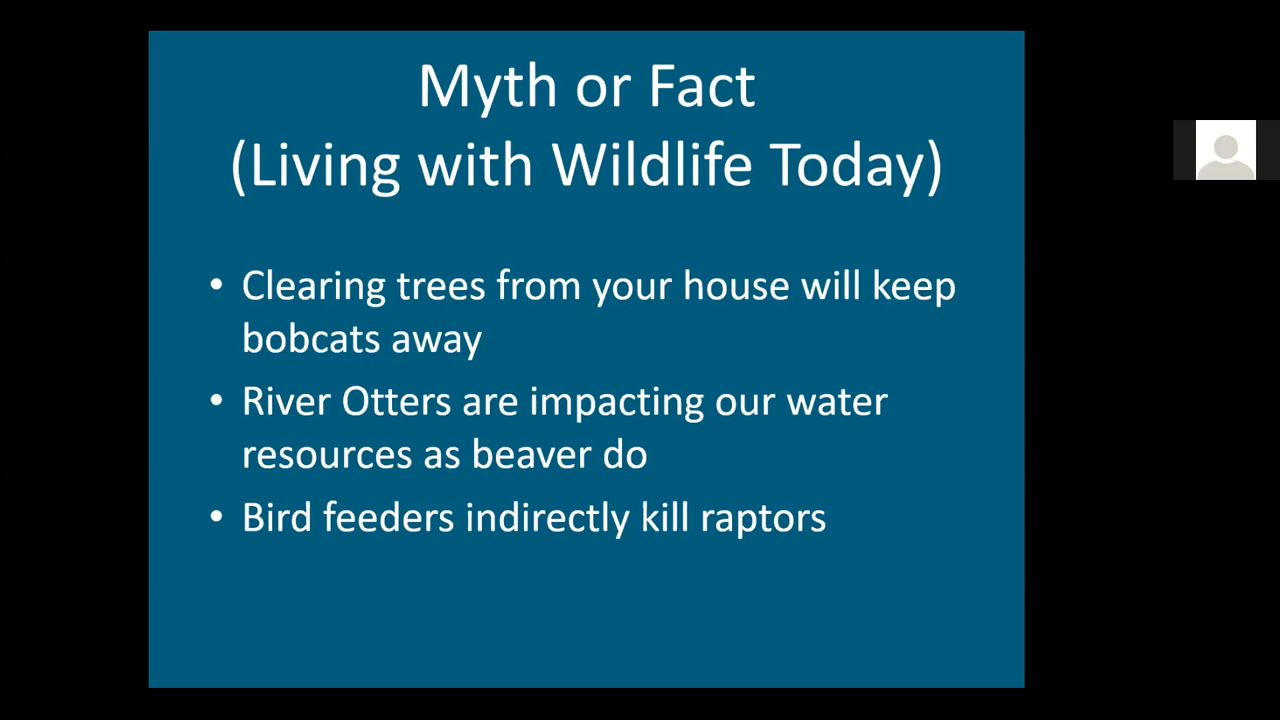 Myth or Fact
(Living with Wildlife Today)
• Clearing trees from your house will keep
bobcats away
• River Otters are impacting our water
resources as beaver do
• Bird feeders indirectly kill raptors